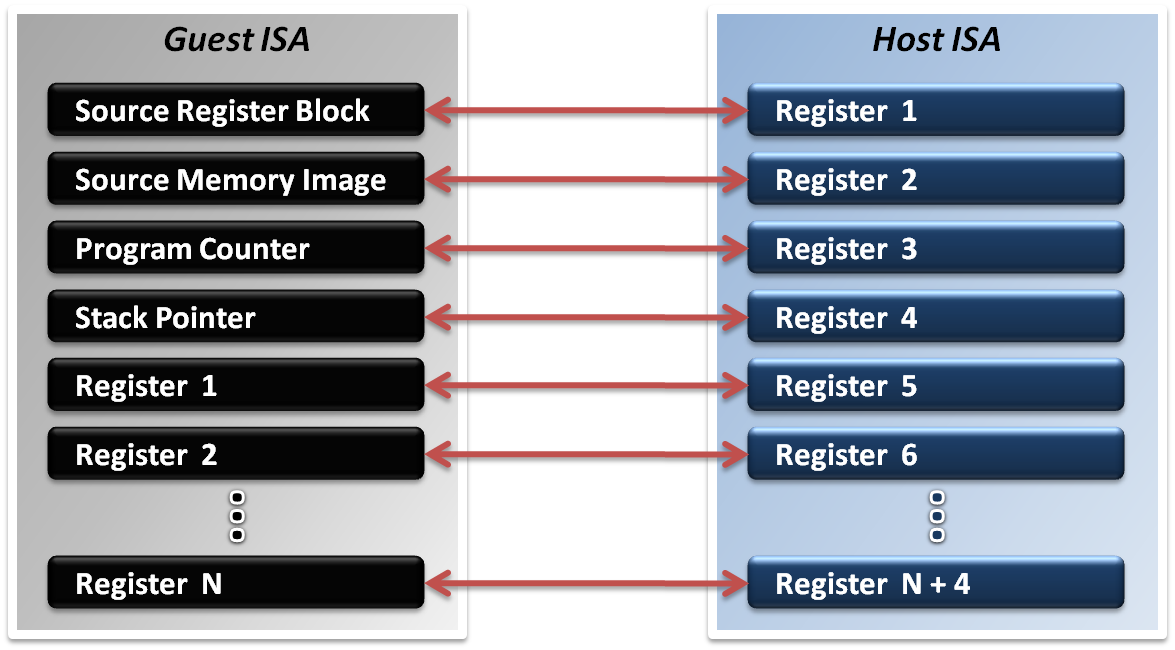 Guest ISA
Host ISA
Source Register Block
Register 1
Source Memory Image
Register 2
Program Counter
Register 3
Stack Pointer
Register 4
Register 1
Register 5
Register 2
Register 6
Register N
Register N + 4